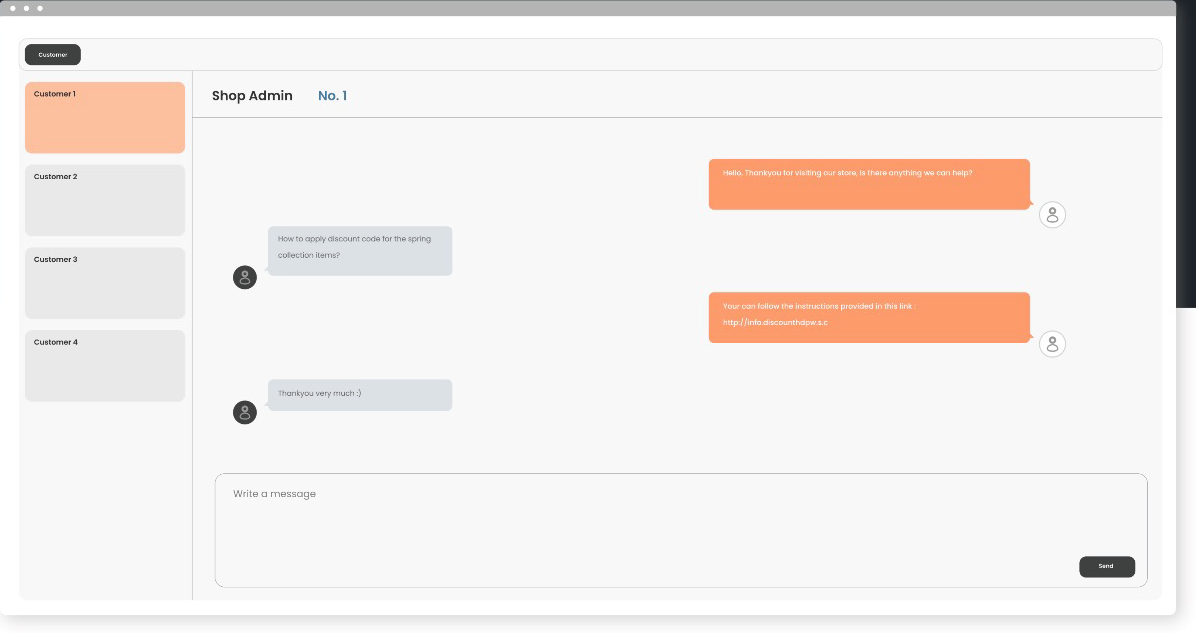 Customer
Customer 1
Customer 2
Customer 3
Customer 4
Shop Admin No. 1
Hello, Thankyou for visiting our store, is there anything we can help?
How to apply discount code for the spring
collection items?
Your can follow the instructions provided in this link :
http://info.discounthdpw.s.c
Thankyou very much :)
Write a message
Send